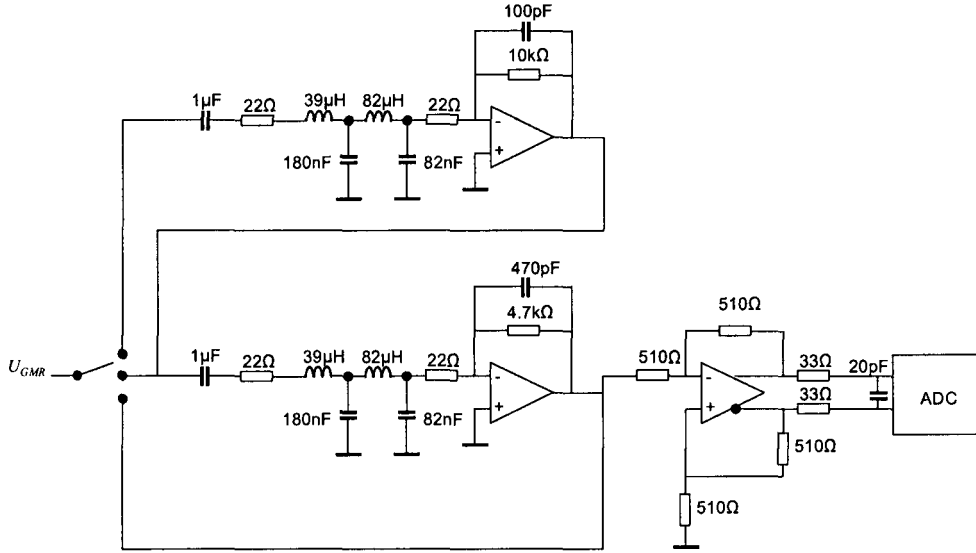 100pF
10kΩ
1µF
22Ω
39µH
82µH
22Ω
-
+
180nF
82nF
470pF
4.7kΩ
510Ω
U_GMR
1µF
22Ω
39µH
82µH
22Ω
-
+
510Ω
-
+
33Ω
33Ω
20pF
ADC
180nF
82nF
510Ω
510Ω